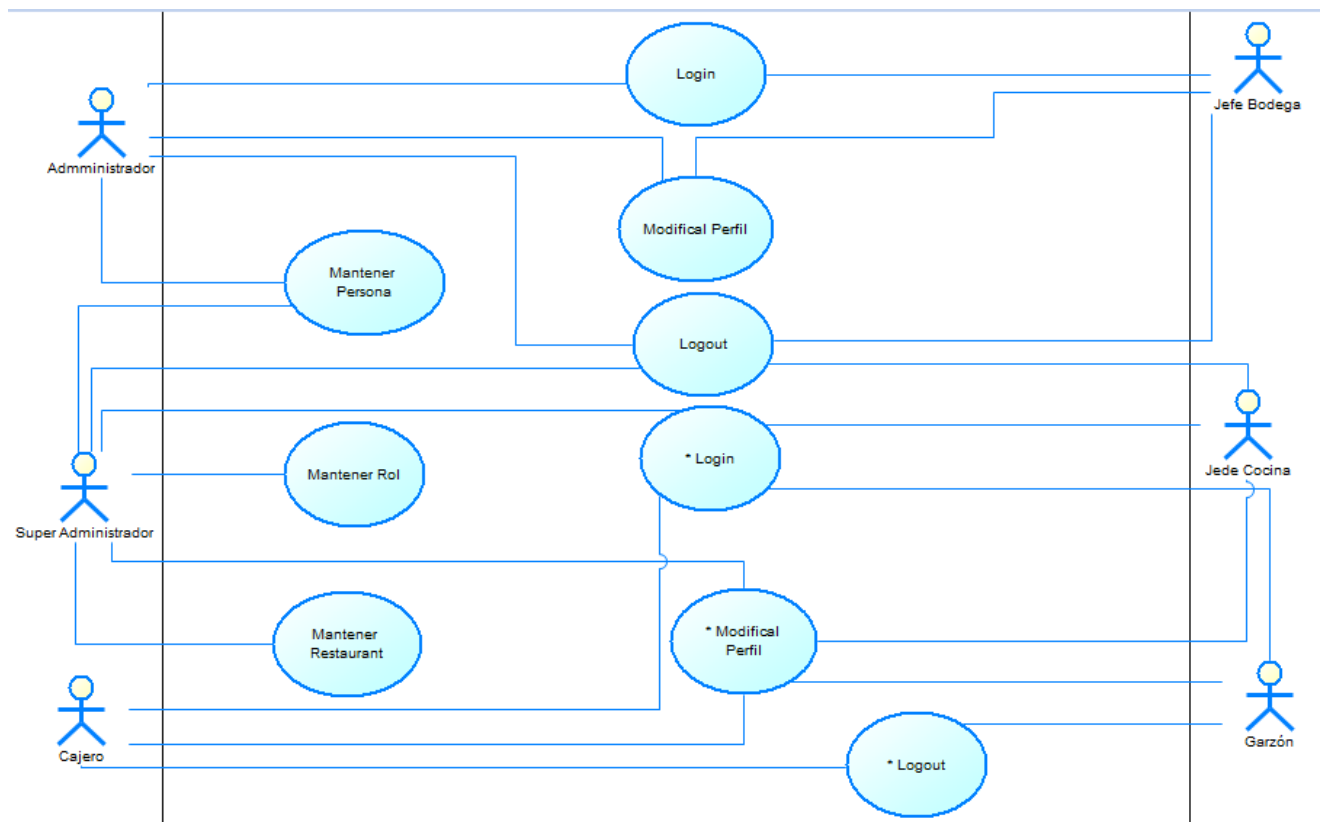 Login
Jefe Bodega
Admministrador
Modifical Perfil
Mantener
Persona
Logout
* Login
Jede Cocina
Mantener Rol
Super Administrador
Mantener
Restaurant
* Modifical
Perfil
Cajero
Garzón
* Logout